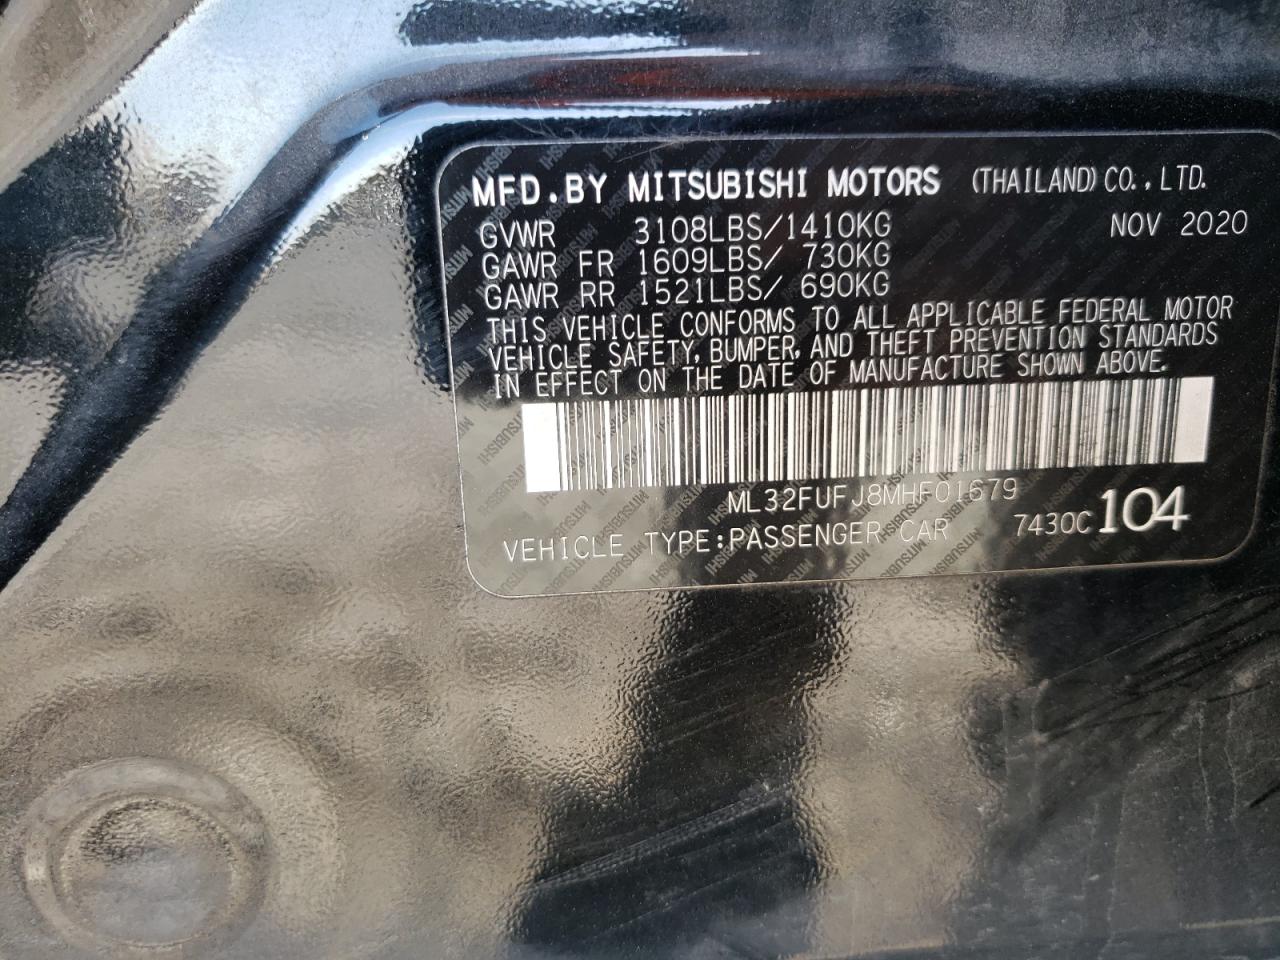 MFD.BY MITSUBISHI MOTORS (THAILAND) CO.,LTD.
GVWR 3108LBS/1410KG NOV 2020
GAWR FR 1609LBS/ 730KG
GAWR RR 1521LBS/ 690KG
THIS VEHICLE CONFORMS TO ALL APPLICABLE FEDERAL MOTOR
VEHICLE SAFETY, BUMPER, AND THEFT PREVENTION STANDARDS
IN EFFECT ON THE DATE OF MANUFACTURE SHOWN ABOVE.
ML32FUFJ8MHF01679
VEHICLE TYPE:PASSENGER CAR 7430C 104